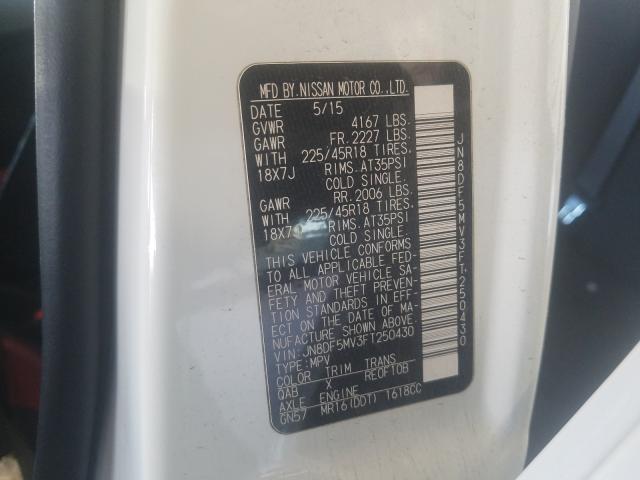 MFD BY.NISSAN MOTOR CO.,LTD.
DATE 5/15
GVWR 4167 LBS.
GAWR FR. 2227 LBS.
WITH 225/45R18 TIRES.
18X7J RIMS. AT35PSI
COLD SINGLE.
GAWR RR. 2006 LBS.
WITH 225/45R18 TIRES.
18X7J RIMS. AT35PSI
COLD SINGLE.
THIS VEHICLE CONFORMS
TO ALL APPLICABLE FED-
ERAL MOTOR VEHICLE SA-
FETY AND THEFT PREVEN-
TION STANDARDS IN EFF-
ECT ON THE DATE OF MA-
NUFACTURE SHOWN ABOVE.
VIN: JN8DF5MV3FT250430
TYPE: MPV
COLOR TRIM TRANS
QAB X RE0F10B
AXLE ENGINE
GN57 MR16(DDT) 1618CC
JN8DF5MV3FT250430